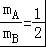 m_A/m_B = 1/2